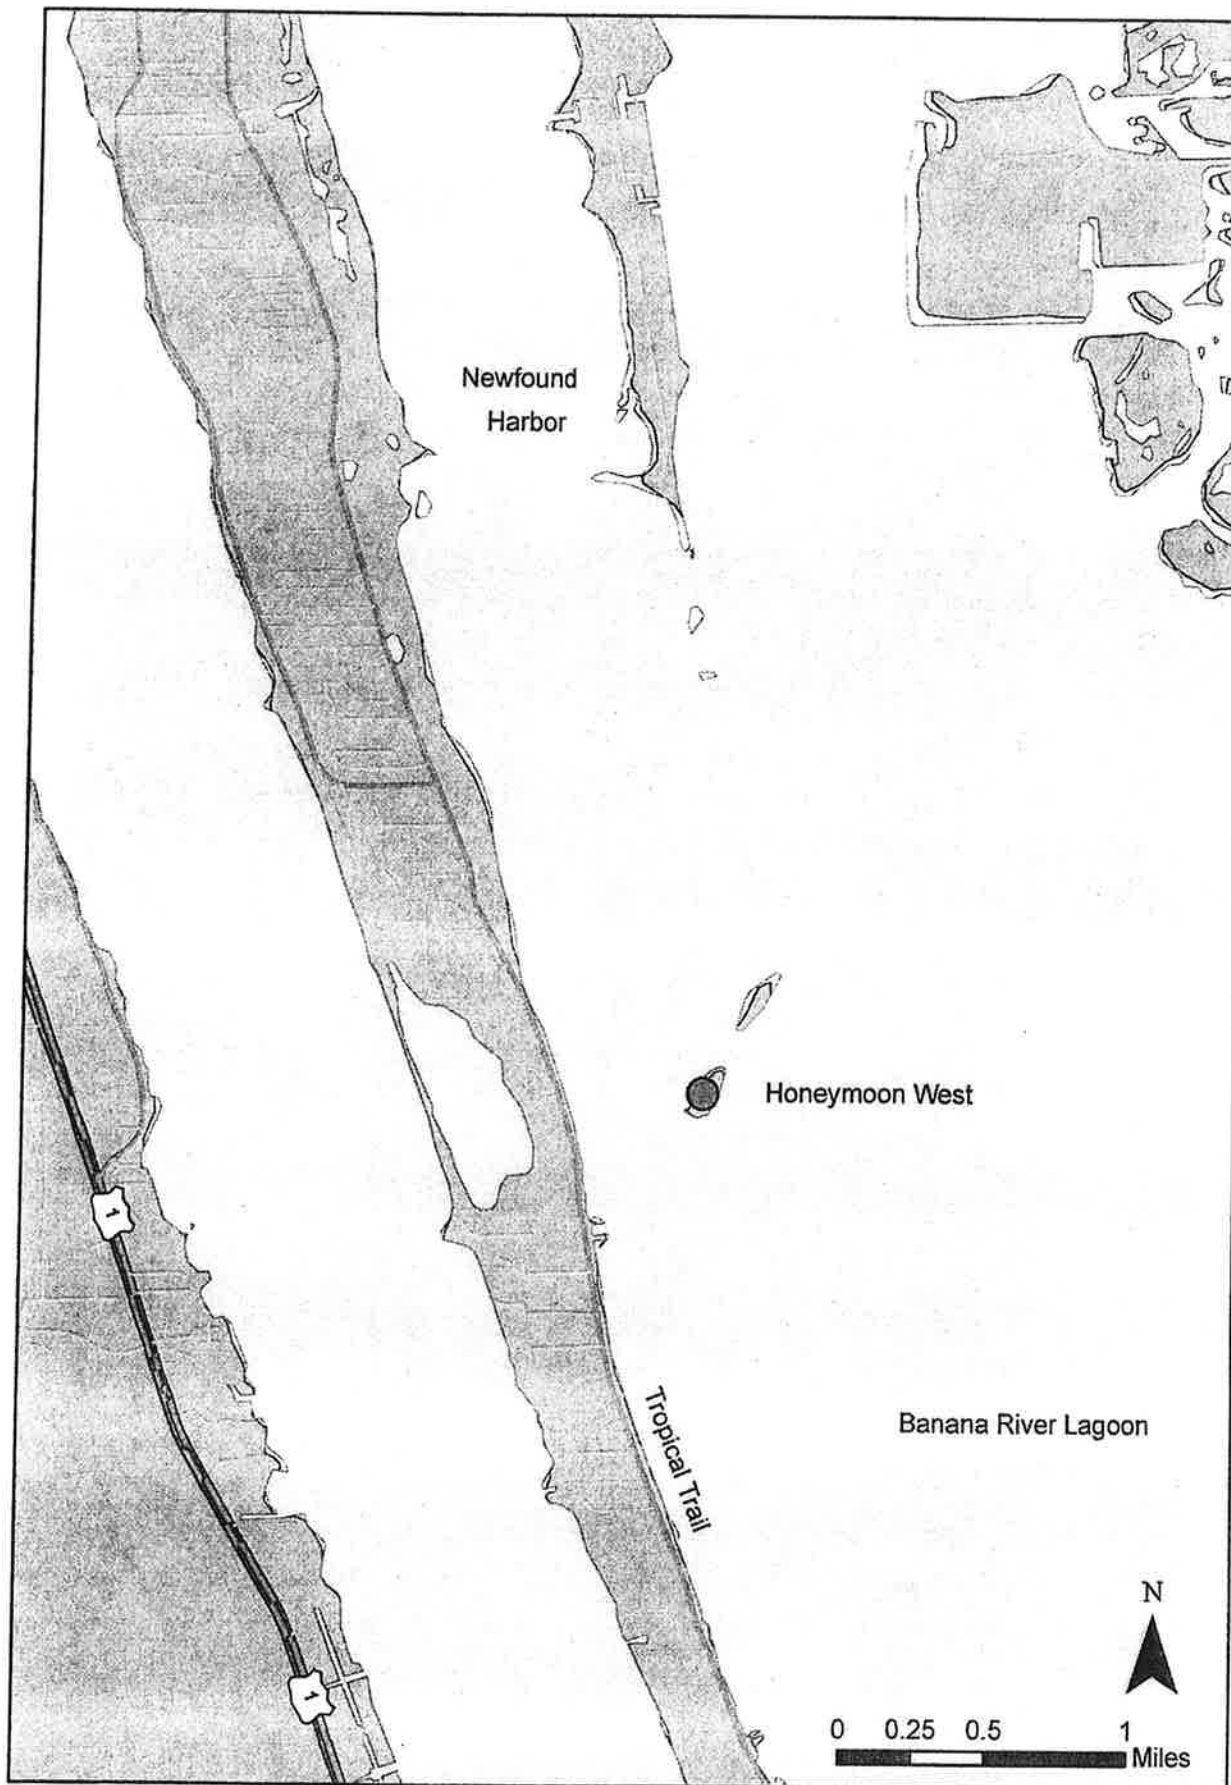 Newfound
Harbor
Honeymoon West
1
Tropical Trail
Banana River Lagoon
1
N
0 0.25 0.5 1
Miles